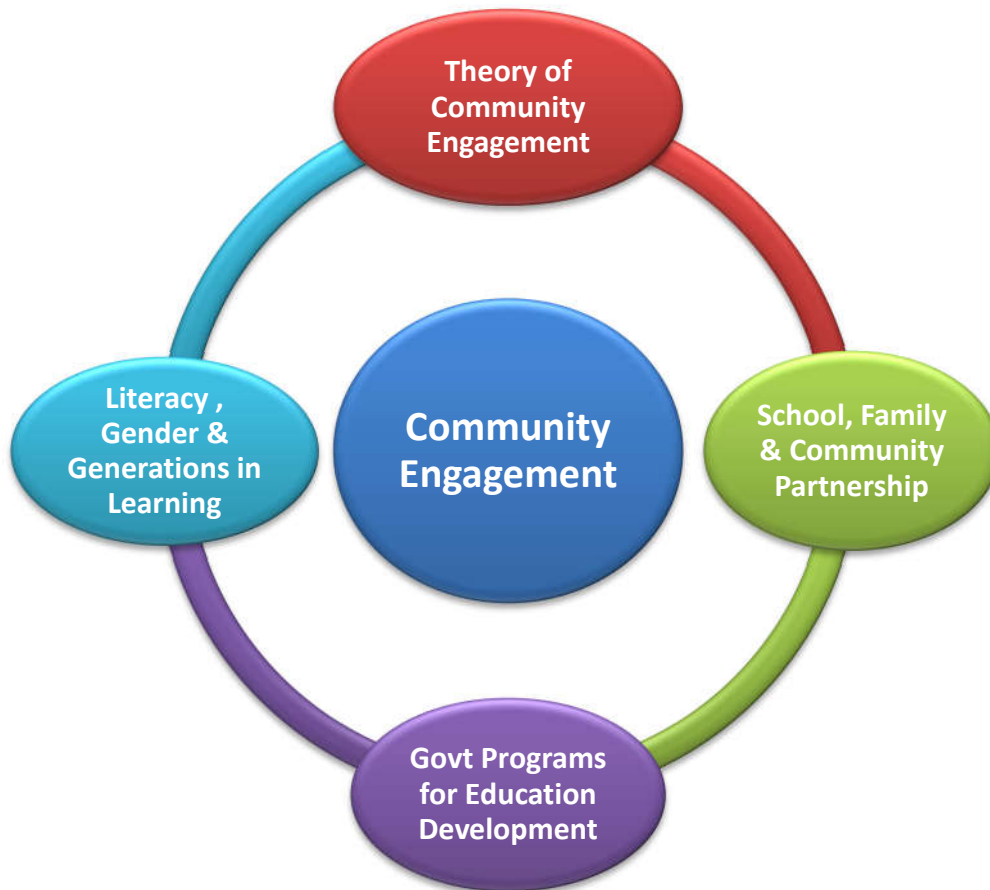 Theory of
Community
Engagement
Literacy ,
Gender &
Generations in
Learning
Community
Engagement
School, Family
& Community
Partnership
Govt Programs
for Education
Development